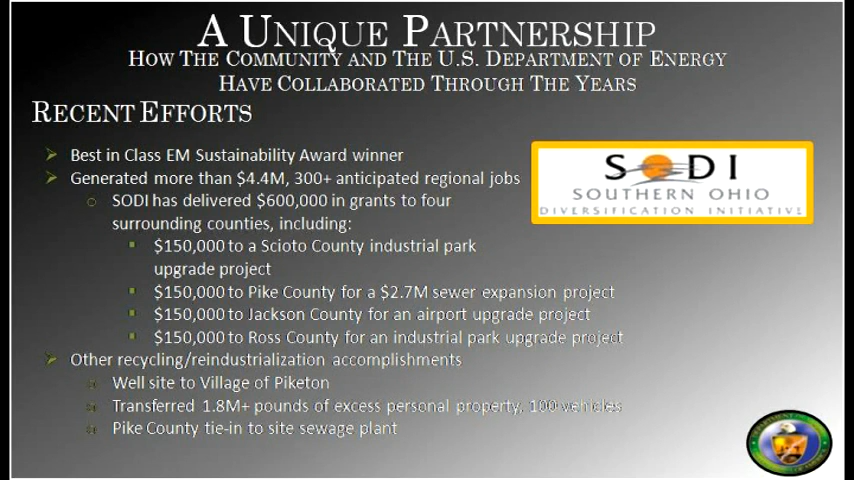 A UNIQUE PARTNERSHIP
HOW THE COMMUNITY AND THE U.S. DEPARTMENT OF ENERGY
HAVE COLLABORATED THROUGH THE YEARS
RECENT EFFORTS
Best in Class EM Sustainability Award winner
Generated more than $4.4M, 300+ anticipated regional jobs
SODI has delivered $600,000 in grants to four
surrounding counties, including:
$150,000 to a Scioto County industrial park
upgrade project
$150,000 to Pike County for a $2.7M sewer expansion project
$150,000 to Jackson County for an airport upgrade project
$150,000 to Ross County for an industrial park upgrade project
Other recycling/reindustrialization accomplishments
Well site to Village of Piketon
Transferred 1.8M+ pounds of excess personal property, 100 vehicles
Pike County tie-in to site sewage plant
SODI
SOUTHERN OHIO
DIVERSIFICATION INITIATIVE